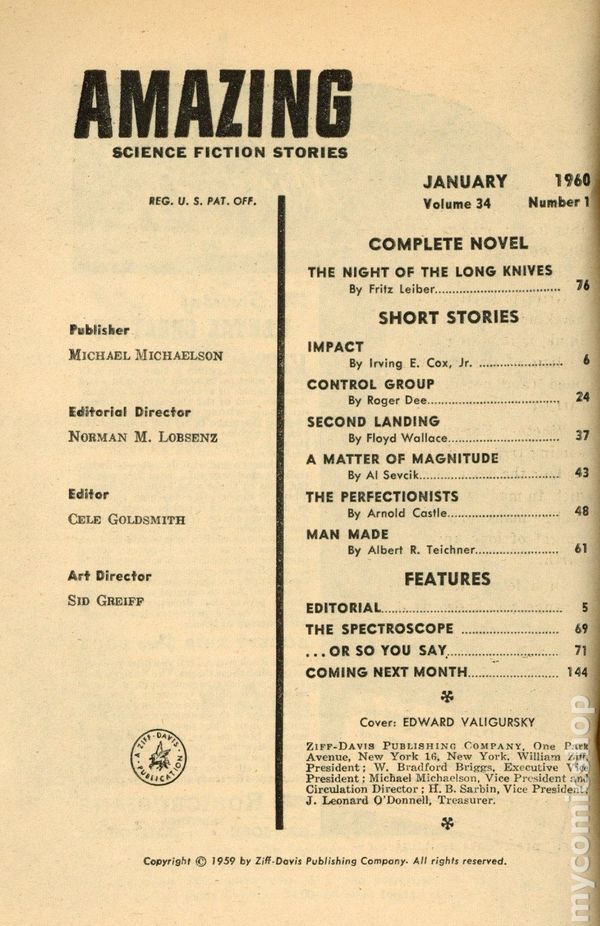 AMAZING
SCIENCE FICTION STORIES
REG. U. S. PAT. OFF.
Publisher
MICHAEL MICHAELSON
Editorial Director
NORMAN M. LOBSENZ
Editor
CELE GOLDSMITH
Art Director
SID GREIFF
A ZIFF-DAVIS PUBLICATION
JANUARY 1960
Volume 34 Number 1
COMPLETE NOVEL
THE NIGHT OF THE LONG KNIVES
By Fritz Leiber.................................... 76
SHORT STORIES
IMPACT
By Irving E. Cox, Jr. ........................ 6
CONTROL GROUP
By Roger Dee...................................... 24
SECOND LANDING
By Floyd Wallace................................ 37
A MATTER OF MAGNITUDE
By Al Sevcik........................................ 43
THE PERFECTIONISTS
By Arnold Castle................................ 48
MAN MADE
By Albert R. Teichner........................ 61
FEATURES
EDITORIAL........................................ 5
THE SPECTROSCOPE ........................ 69
...OR SO YOU SAY.......................... 71
COMING NEXT MONTH.................... 144
Cover: EDWARD VALIGURSKY
ZIFF-DAVIS PUBLISHING COMPANY, One Park
Avenue, New York 16, New York. William Ziff,
President; W. Bradford Briggs, Executive Vice
President; Michael Michaelson, Vice President and
Circulation Director; H. B. Sarbin, Vice President;
J. Leonard O'Donnell, Treasurer.
Copyright © 1959 by Ziff-Davis Publishing Company. All rights reserved.
mycomicshop